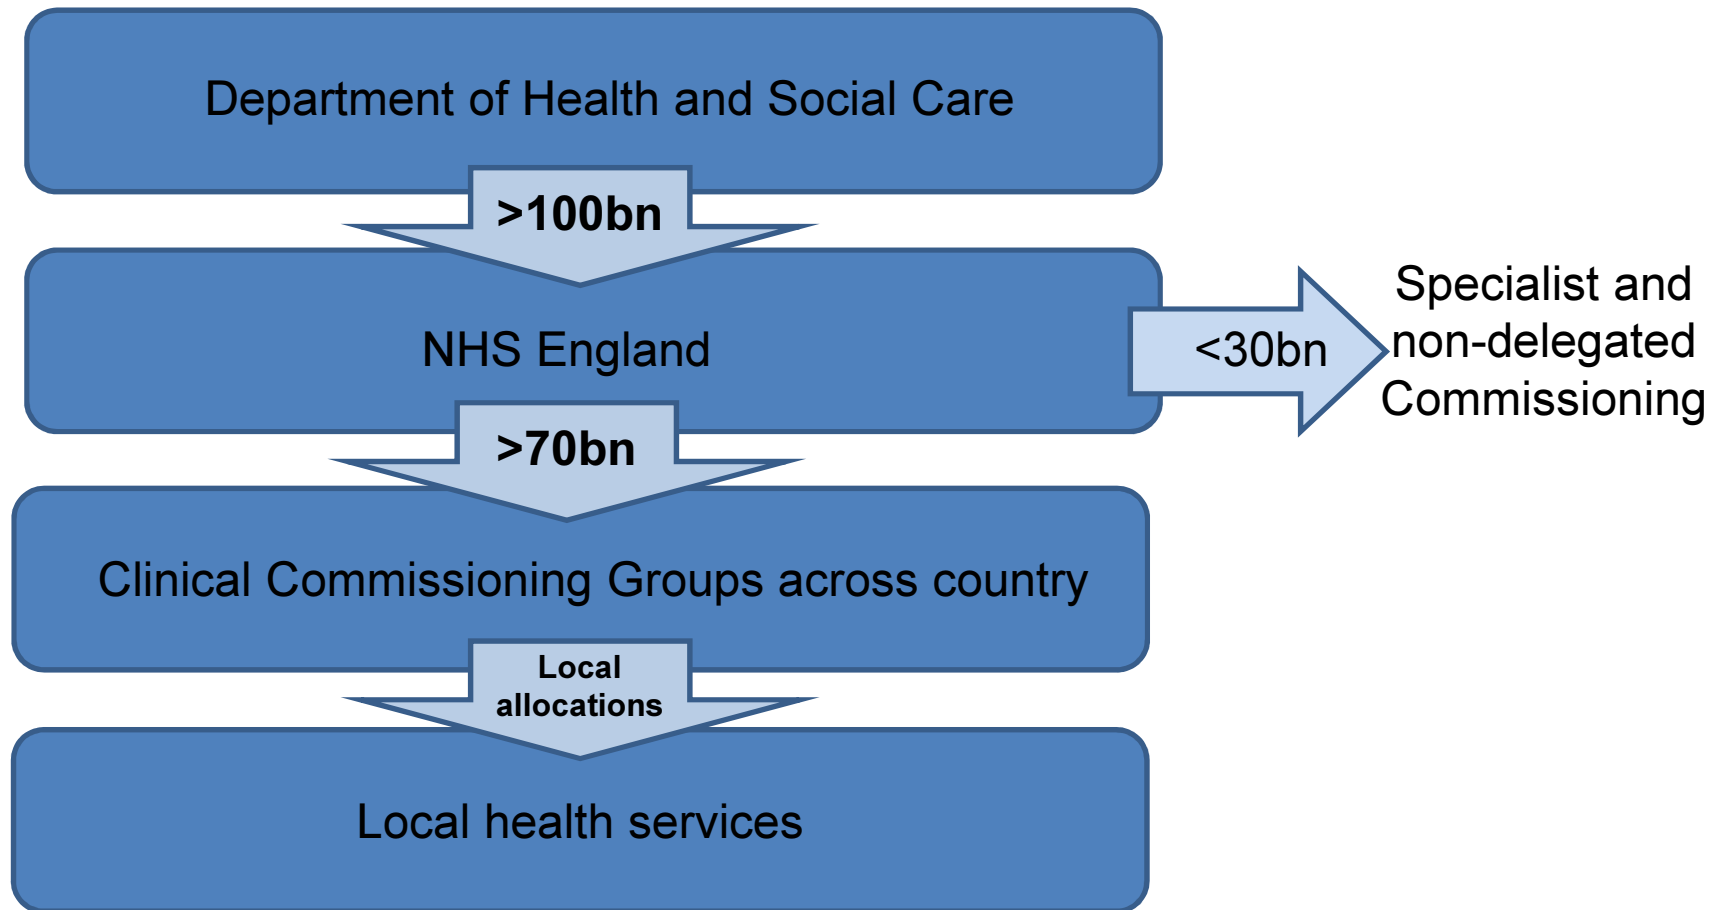 Department of Health and Social Care
>100bn
NHS England
<30bn
Specialist and
non-delegated
Commissioning
>70bn
Clinical Commissioning Groups across country
Local
allocations
Local health services